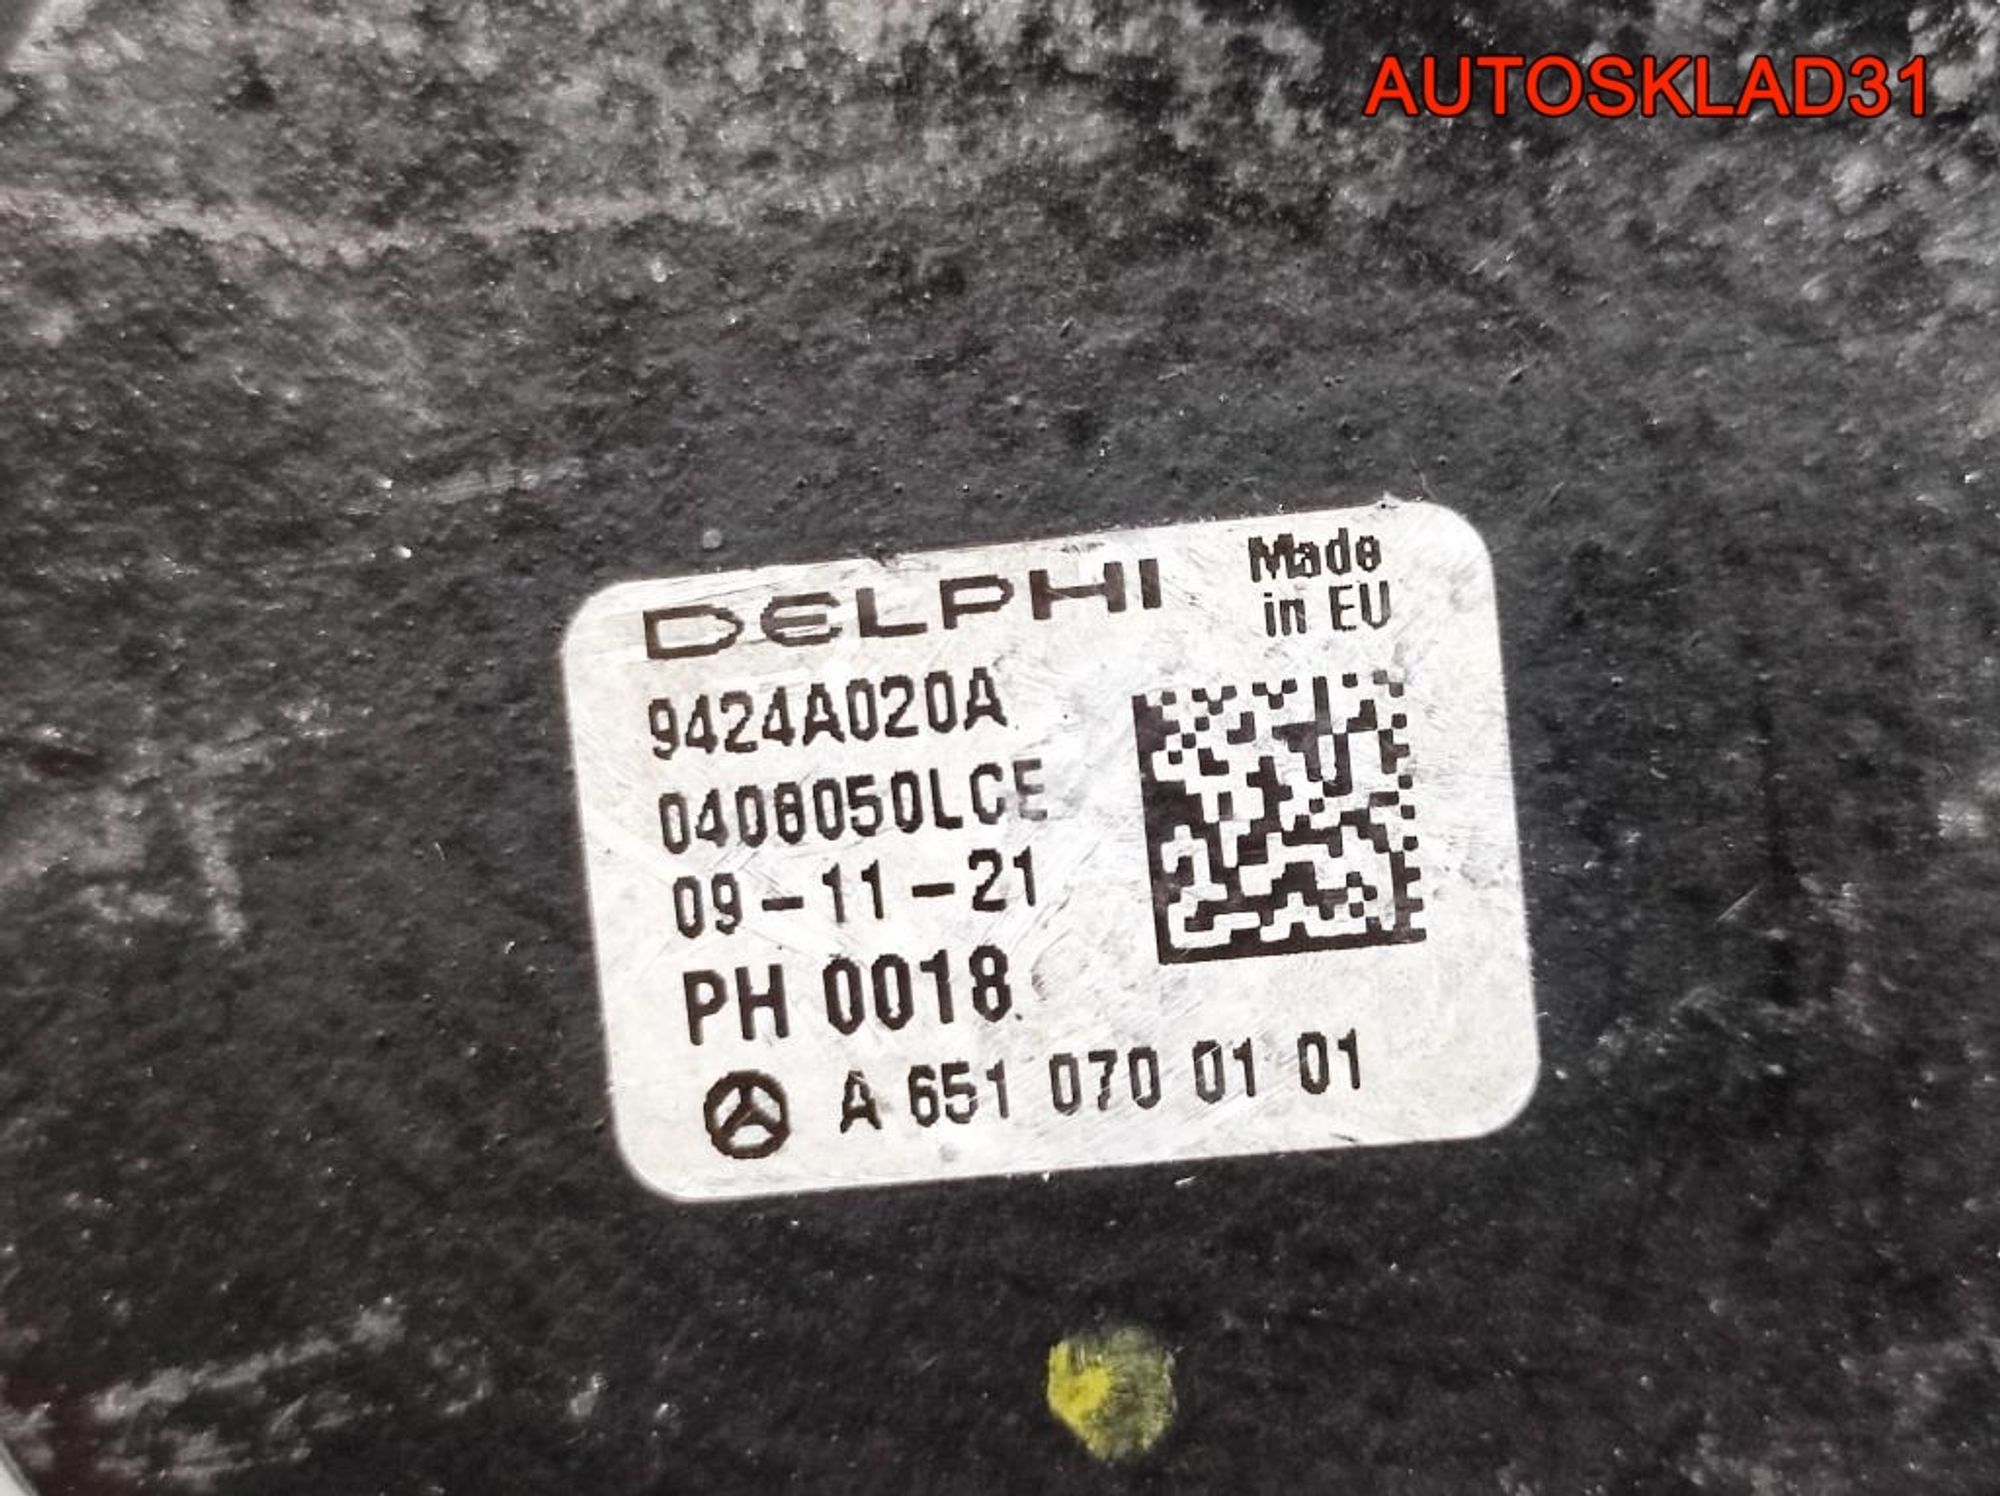 AUTOSKLAD31
DELPHI
Made
in EU
9424A020A
0408050LCE
09-11-21
PH 0018
A 651 070 01 01